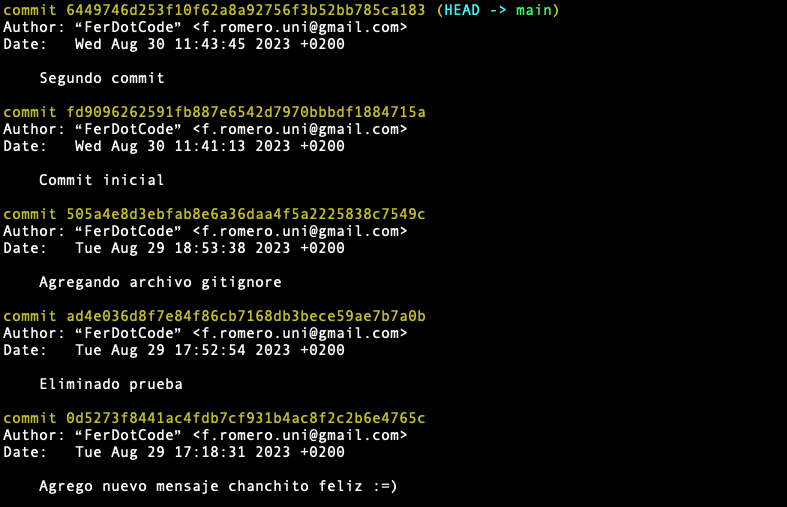 commit 6449746d253f10f62a8a92756f3b52bb785ca183 (HEAD -> main)
Author: “FerDotCode” <f.romero.uni@gmail.com>
Date:   Wed Aug 30 11:43:45 2023 +0200
Segundo commit
commit fd9096262591fb887e6542d7970bbbdf1884715a
Author: “FerDotCode” <f.romero.uni@gmail.com>
Date:   Wed Aug 30 11:41:13 2023 +0200
Commit inicial
commit 505a4e8d3ebfab8e6a36daa4f5a2225838c7549c
Author: “FerDotCode” <f.romero.uni@gmail.com>
Date:   Tue Aug 29 18:53:38 2023 +0200
Agregando archivo gitignore
commit ad4e036d8f7e84f86cb7168db3bece59ae7b7a0b
Author: “FerDotCode” <f.romero.uni@gmail.com>
Date:   Tue Aug 29 17:52:54 2023 +0200
Eliminado prueba
commit 0d5273f8441ac4fdb7cf931b4ac8f2c2b6e4765c
Author: “FerDotCode” <f.romero.uni@gmail.com>
Date:   Tue Aug 29 17:18:31 2023 +0200
Agrego nuevo mensaje chanchito feliz :=)